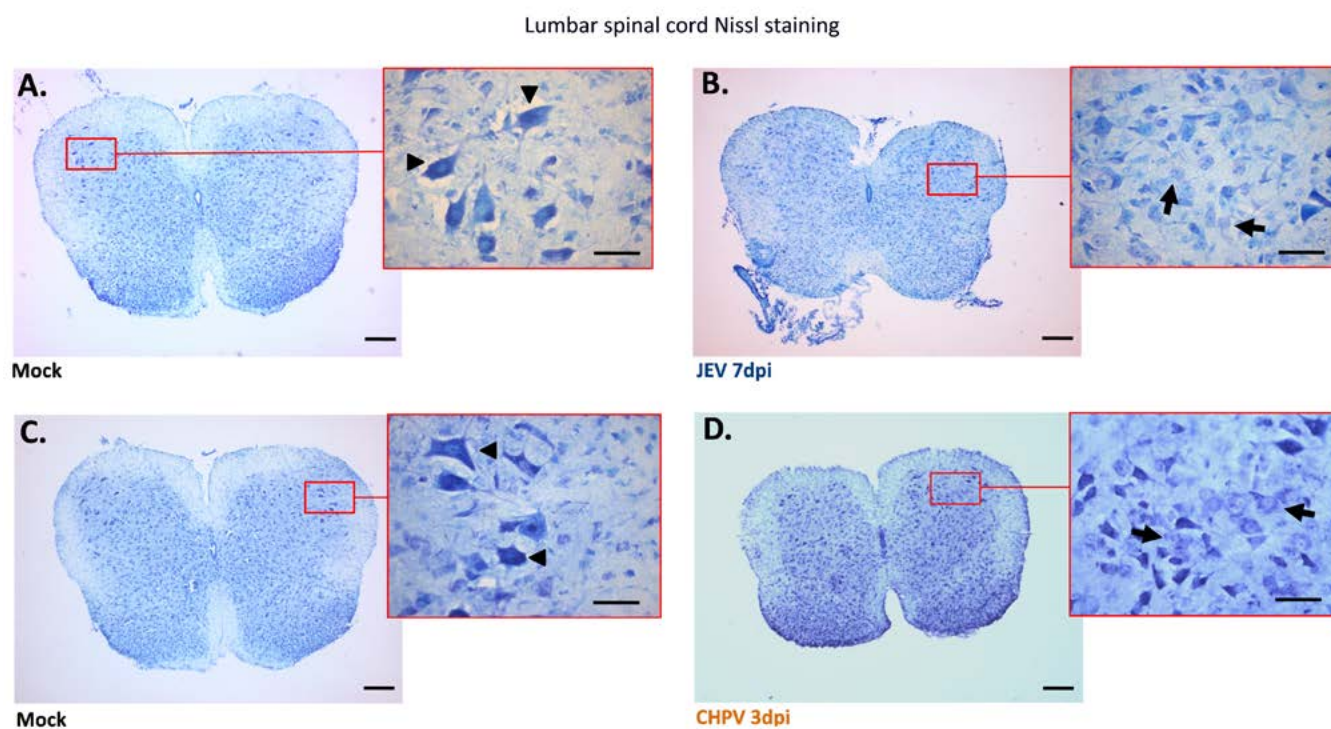 Lumbar spinal cord Nissl staining
A.
B.
Mock
JEV 7dpi
C.
D.
Mock
CHPV 3dpi